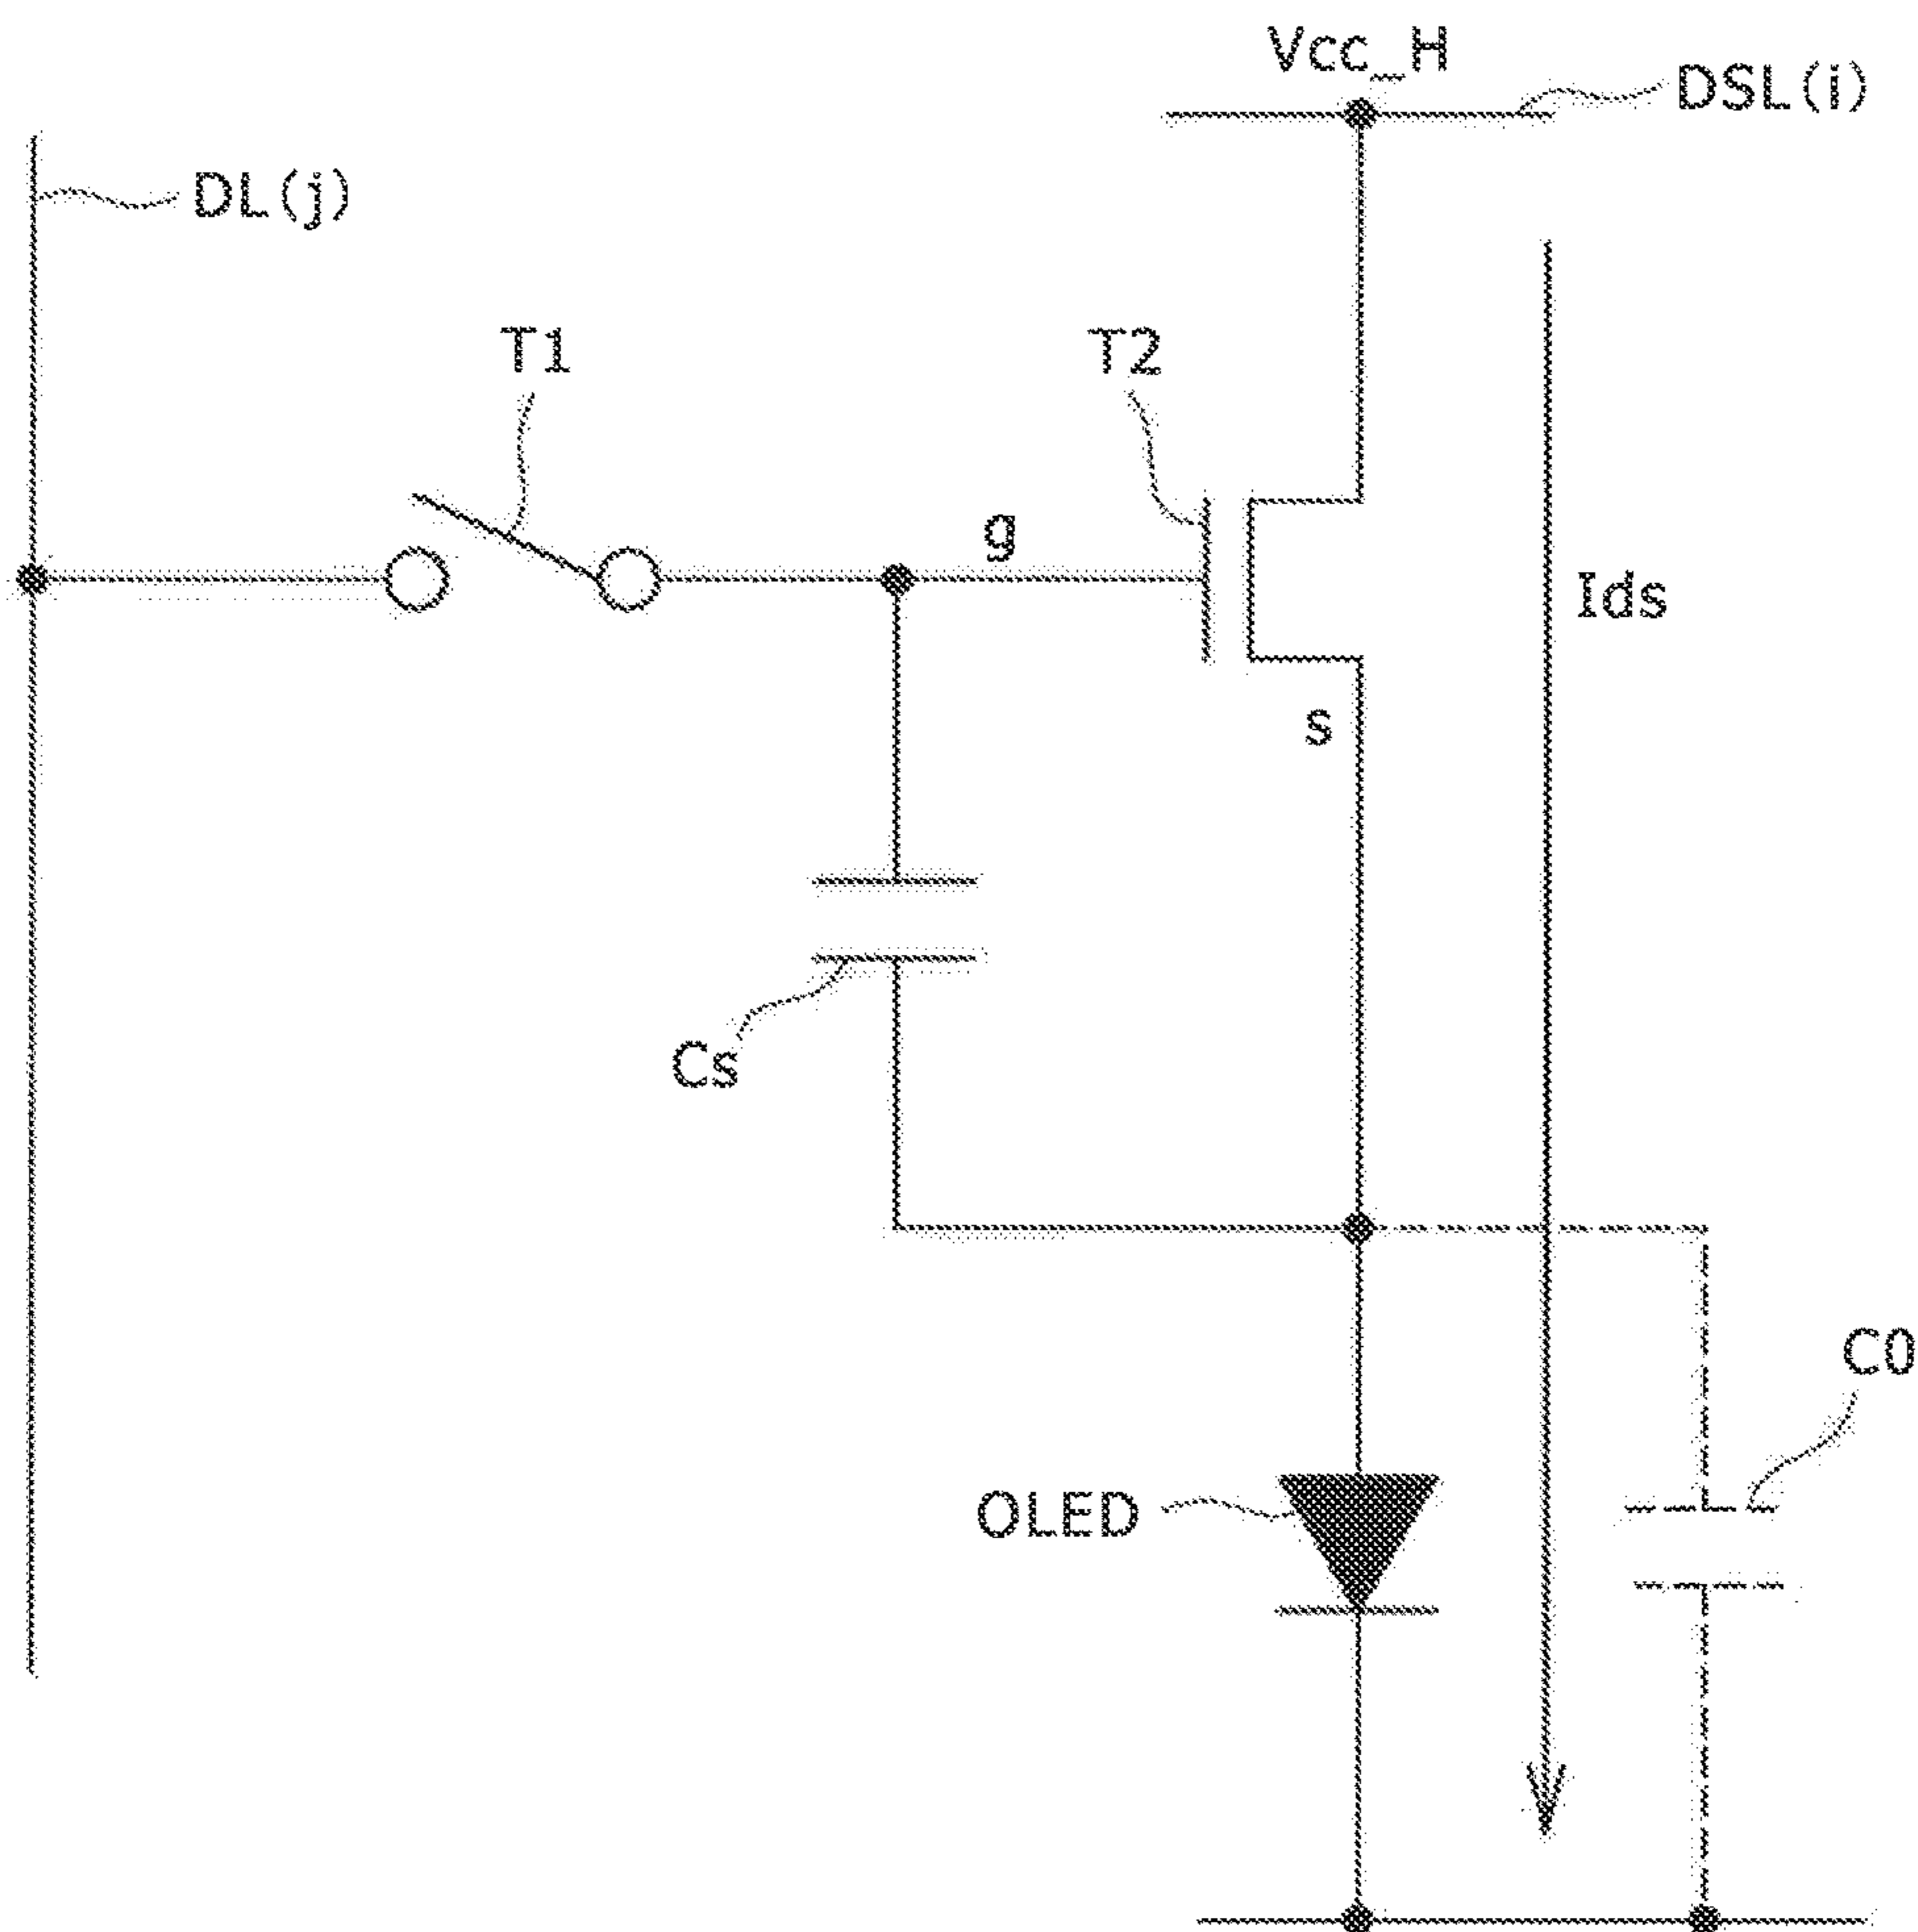 Vcc_H
DSL(i)
DL(j)
T1
T2
g
Ids
s
Cs
C0
OLED